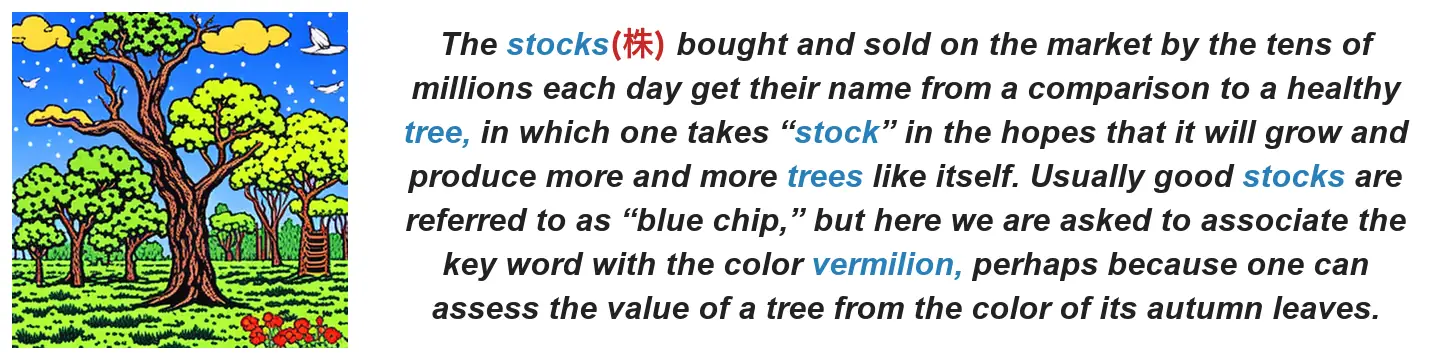 The stocks(株) bought and sold on the market by the tens of
millions each day get their name from a comparison to a healthy
tree, in which one takes “stock” in the hopes that it will grow and
produce more and more trees like itself. Usually good stocks are
referred to as “blue chip,” but here we are asked to associate the
key word with the color vermilion, perhaps because one can
assess the value of a tree from the color of its autumn leaves.